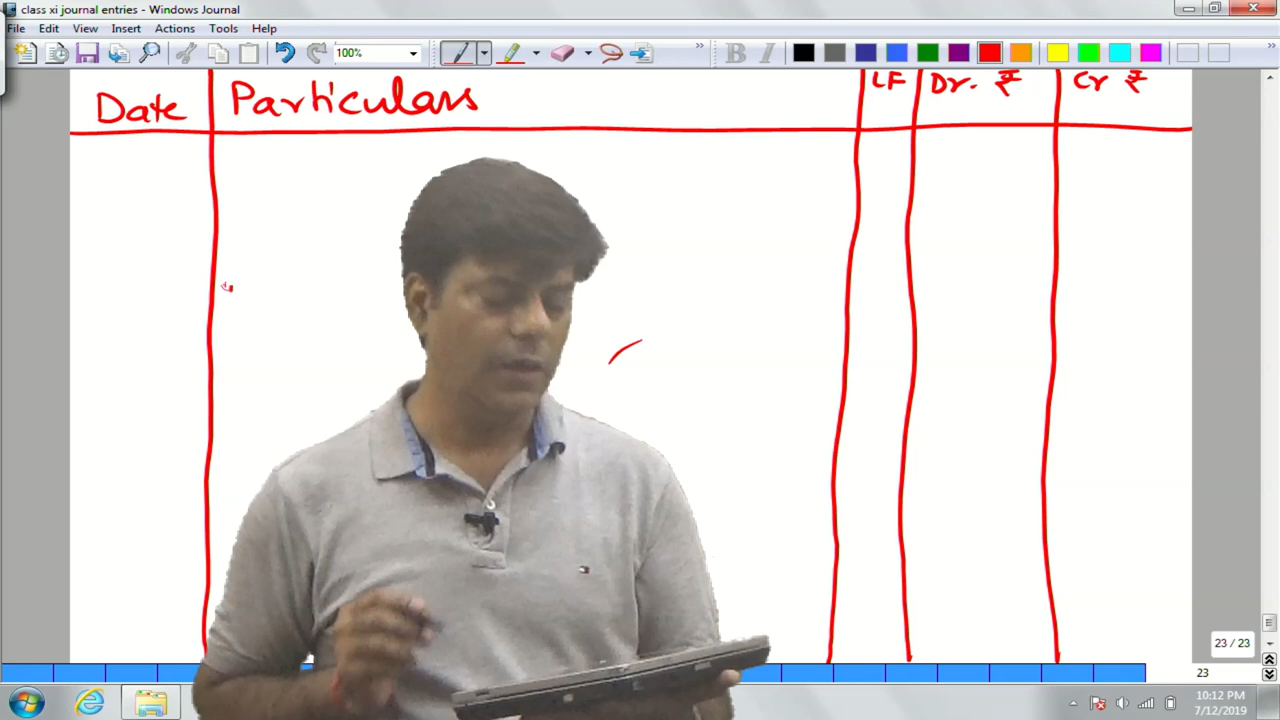 class xi journal entries - Windows Journal
File Edit View Insert Actions Tools Help
100%
B I
Date Particulars LF Dr. ₹ Cr ₹
23 / 23
23
10:12 PM
7/12/2019